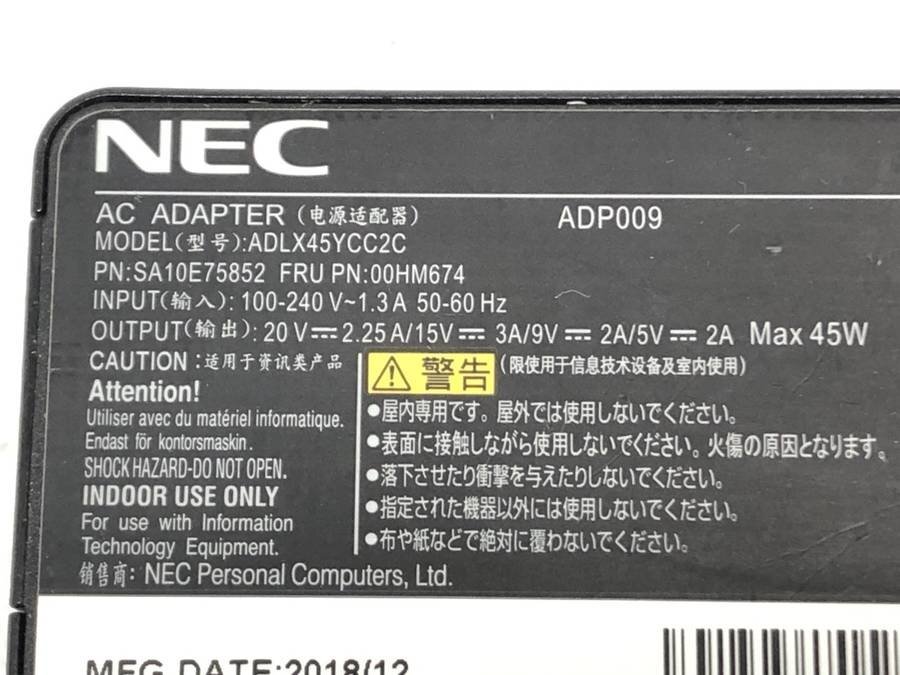 NEC
AC ADAPTER (电源适配器) ADP009
MODEL(型号):ADLX45YCC2C
PN:SA10E75852 FRU PN:00HM674
INPUT(输入): 100-240 V~1.3 A 50-60 Hz
OUTPUT(输出): 20 V⎓2.25 A/15V⎓ 3A/9V⎓ 2A/5V⎓ 2A Max 45W
CAUTION :适用于资讯类产品
Attention!
Utiliser avec du matériel informatique.
Endast för kontorsmaskin.
SHOCK HAZARD-DO NOT OPEN.
INDOOR USE ONLY
For use with Information
Technology Equipment.
销售商: NEC Personal Computers, Ltd.
警告 (限使用于信息技术设备及室内使用)
●屋内専用です。屋外では使用しないでください。
●表面に接触しながら使用しないでください。火傷の原因となります。
●落下させたり衝撃を与えたりしないでください。
●指定された機器以外には使用しないでください。
●布や紙などで絶対に覆わないでください。
MFG DATE:2018/12